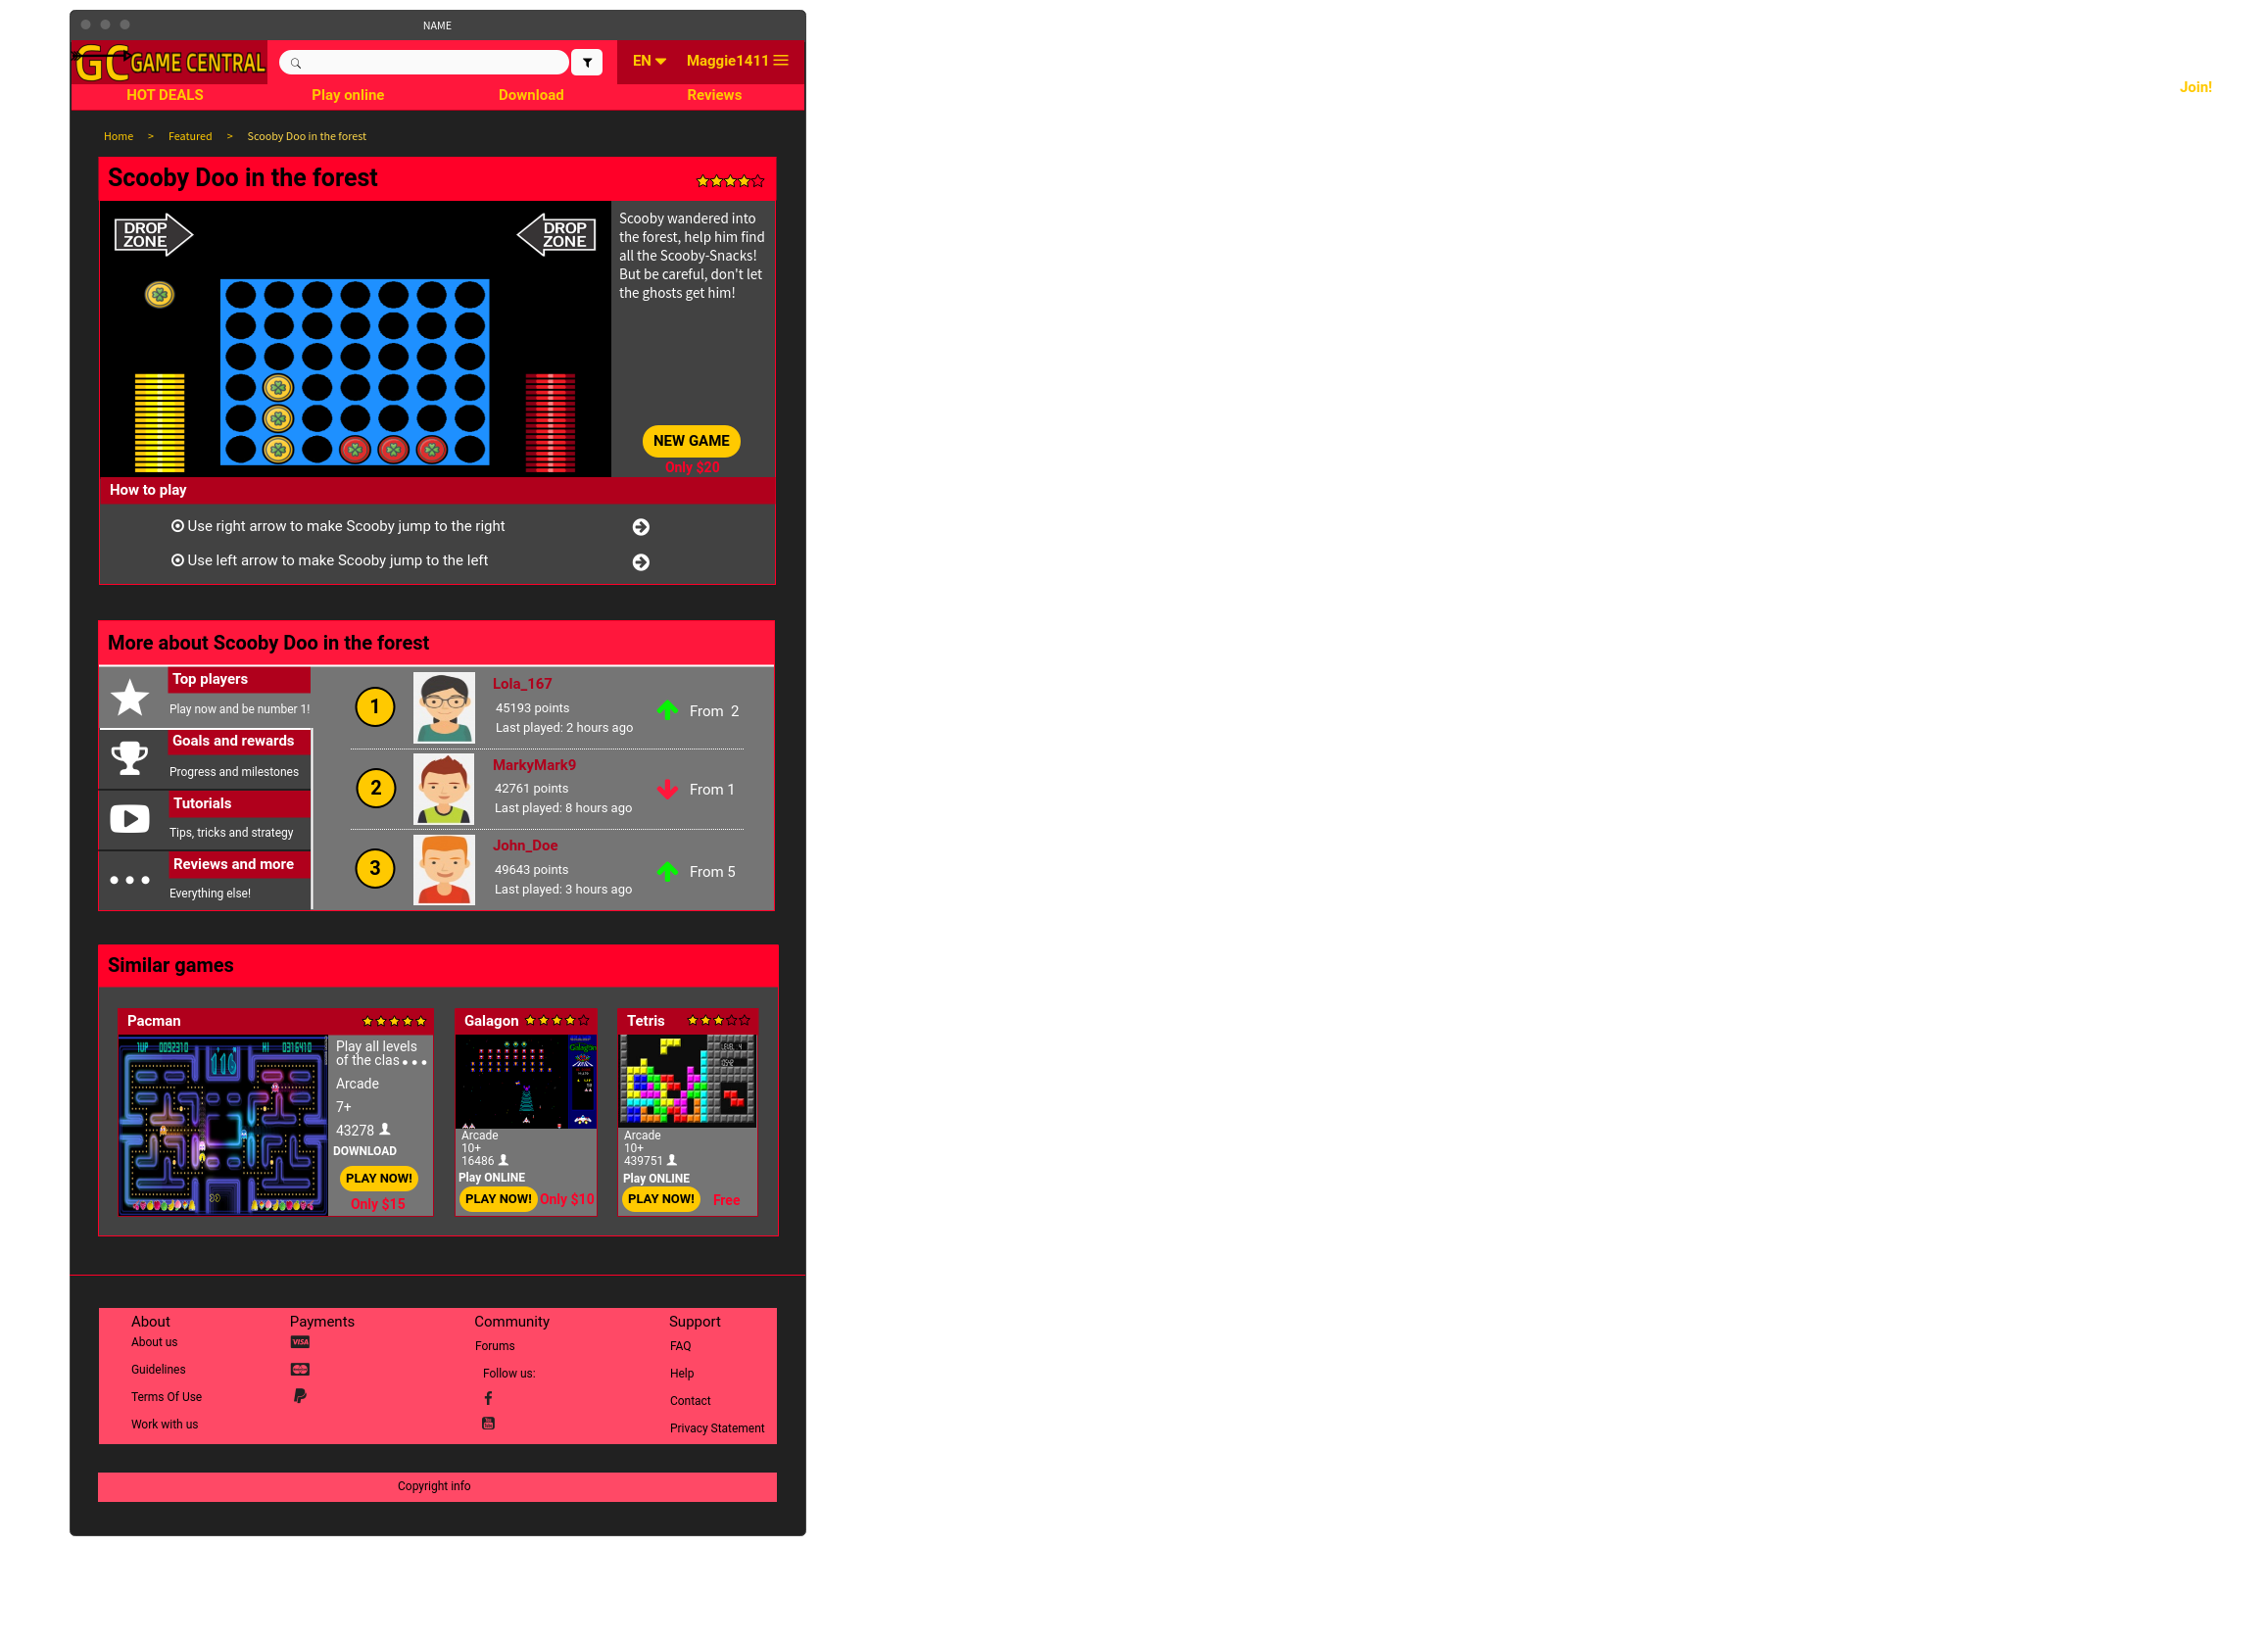 NAME
GC GAME CENTRAL
EN
Maggie1411
Join!
HOT DEALS
Play online
Download
Reviews
Home > Featured > Scooby Doo in the forest
Scooby Doo in the forest
DROP
ZONE
DROP
ZONE
Scooby wandered into
the forest, help him find
all the Scooby-Snacks!
But be careful, don't let
the ghosts get him!
NEW GAME
Only $20
How to play
Use right arrow to make Scooby jump to the right
Use left arrow to make Scooby jump to the left
More about Scooby Doo in the forest
Top players
Play now and be number 1!
Goals and rewards
Progress and milestones
Tutorials
Tips, tricks and strategy
Reviews and more
Everything else!
1
Lola_167
45193 points
Last played: 2 hours ago
From 2
2
MarkyMark9
42761 points
Last played: 8 hours ago
From 1
3
John_Doe
49643 points
Last played: 3 hours ago
From 5
Similar games
Pacman
1UP 0092310
HI 0316410
116
Play all levels
of the clas...
Arcade
7+
43278
DOWNLOAD
PLAY NOW!
Only $15
Galagon
Galagon
Arcade
10+
16486
Play ONLINE
PLAY NOW!
Only $10
Tetris
LEVEL 4
Arcade
10+
439751
Play ONLINE
PLAY NOW!
Free
About
About us
Guidelines
Terms Of Use
Work with us
Payments
VISA
Community
Forums
Follow us:
Support
FAQ
Help
Contact
Privacy Statement
Copyright info